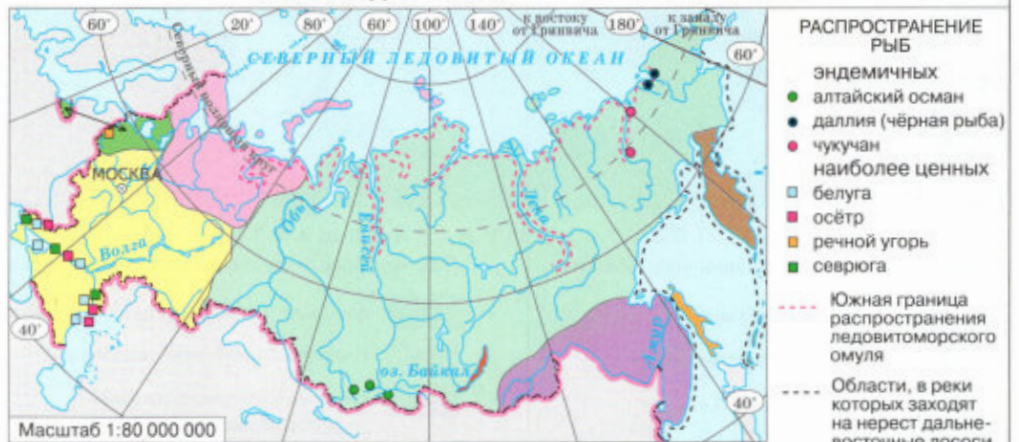 60° 20° 80° 60° 100° 140° к востоку от Гринвича 180° к западу от Гринвича
60°
СЕВЕРНЫЙ ЛЕДОВИТЫЙ ОКЕАН
Северный полярный круг
МОСКВА
Волга
Обь
Енисей
Лена
Амур
оз. Байкал
40°
40°
Масштаб 1:80 000 000
РАСПРОСТРАНЕНИЕ
РЫБ
эндемичных
алтайский осман
даллия (чёрная рыба)
чукучан
наиболее ценных
белуга
осётр
речной угорь
севрюга
Южная граница
распространения
ледовитоморского
омуля
Области, в реки
которых заходят
на нерест дальне-
восточные лососи